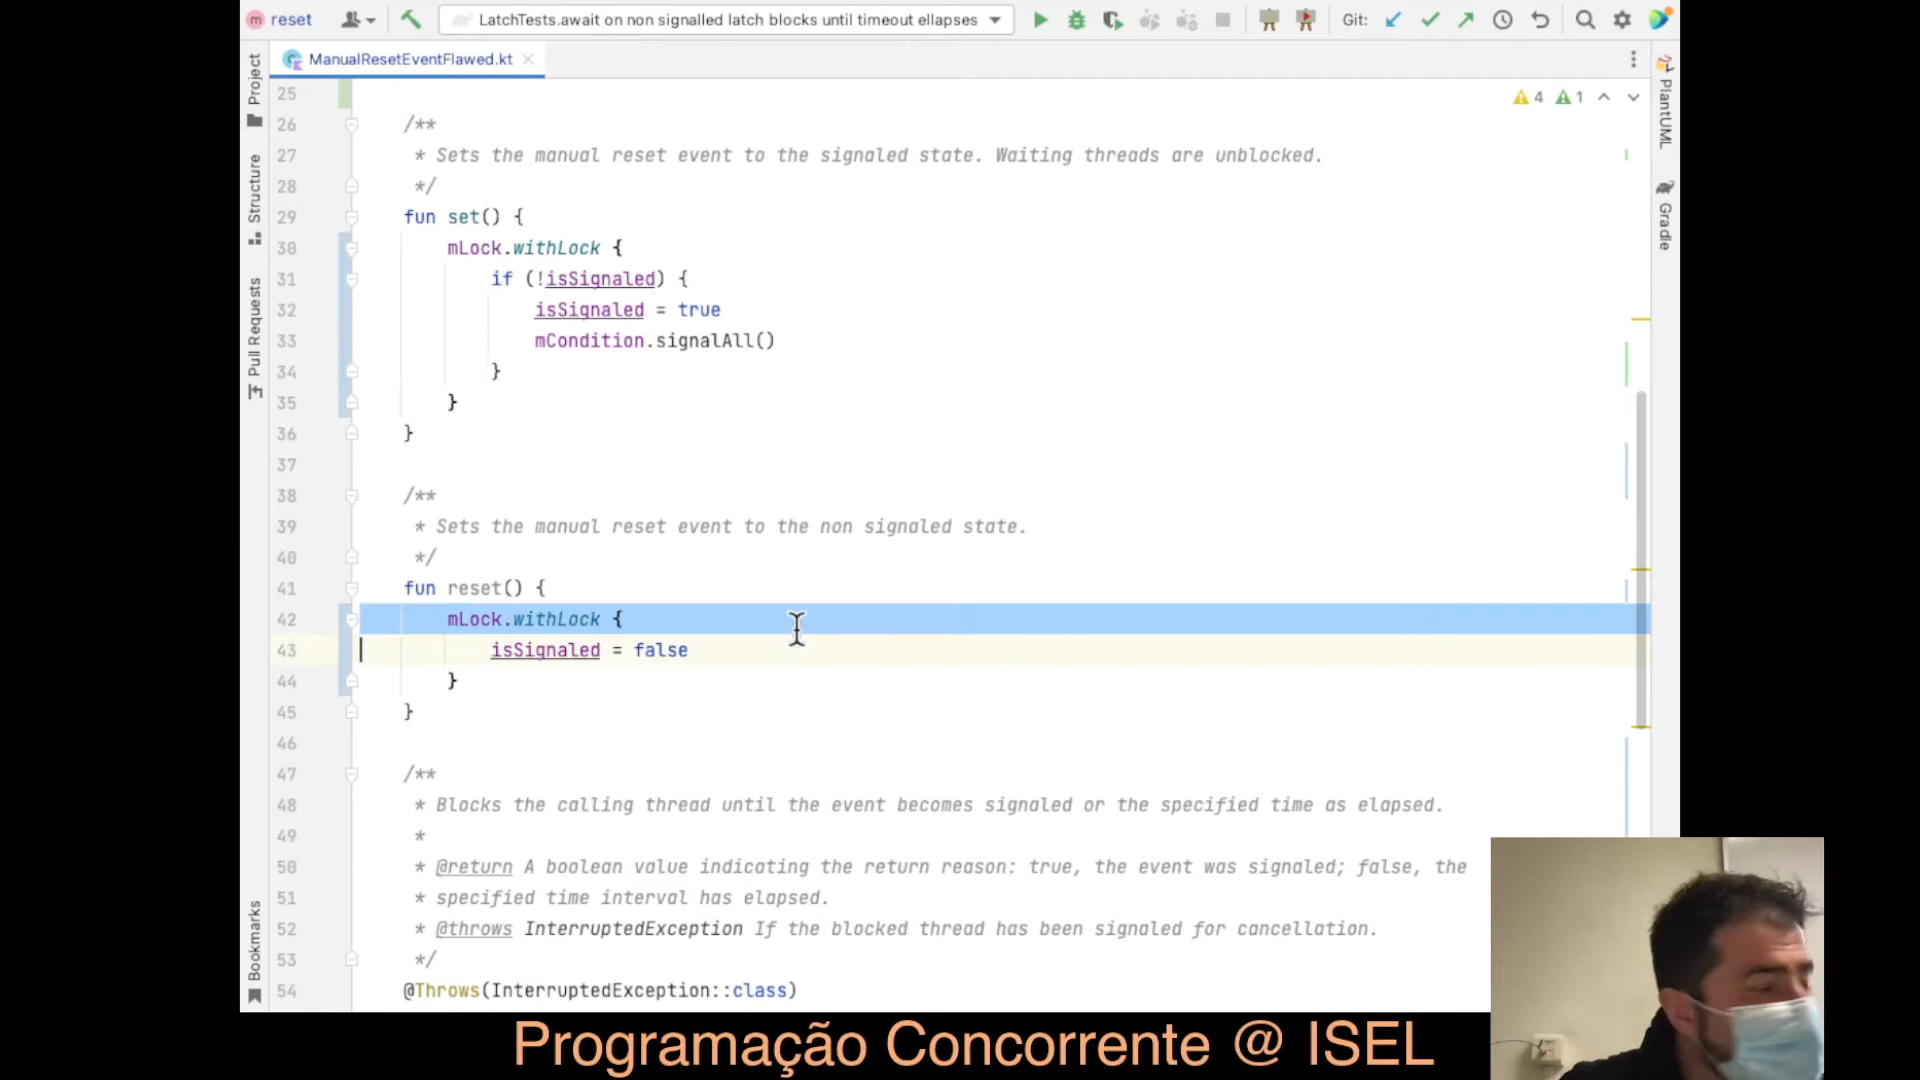 reset
LatchTests.await on non signalled latch blocks until timeout ellapses
Git:
ManualResetEventFlawed.kt
4
1
Project
Structure
Pull Requests
Bookmarks
PlantUML
Gradle
25
26 /**
27 * Sets the manual reset event to the signaled state. Waiting threads are unblocked.
28 */
29 fun set() {
30 mLock.withLock {
31 if (!isSignaled) {
32 isSignaled = true
33 mCondition.signalAll()
34 }
35 }
36 }
37
38 /**
39 * Sets the manual reset event to the non signaled state.
40 */
41 fun reset() {
42 mLock.withLock {
43 isSignaled = false
44 }
45 }
46
47 /**
48 * Blocks the calling thread until the event becomes signaled or the specified time as elapsed.
49 *
50 * @return A boolean value indicating the return reason: true, the event was signaled; false, the
51 * specified time interval has elapsed.
52 * @throws InterruptedException If the blocked thread has been signaled for cancellation.
53 */
54 @Throws(InterruptedException::class)
Programação Concorrente @ ISEL